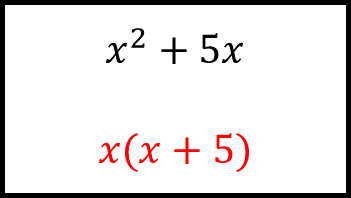 x² + 5x
x(x + 5)